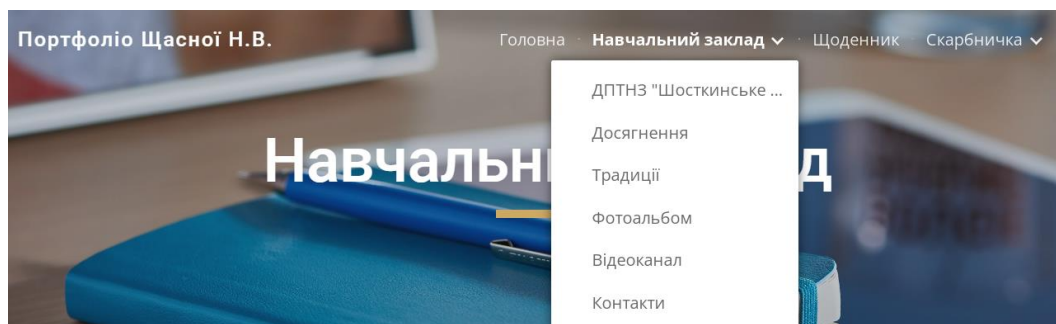 Портфоліо Щасної Н.В.
Головна · Навчальний заклад · Щоденник · Скарбничка
ДПТНЗ "Шосткинське ...
Досягнення
Традиції
Фотоальбом
Відеоканал
Контакти